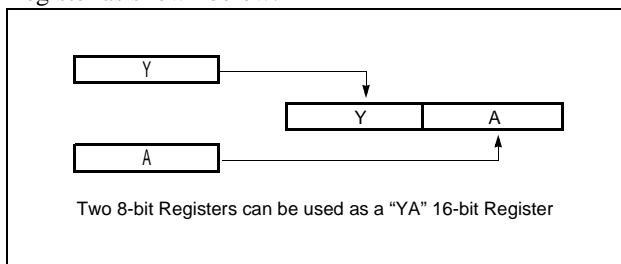 Y
Y A
A
Two 8-bit Registers can be used as a “YA” 16-bit Register